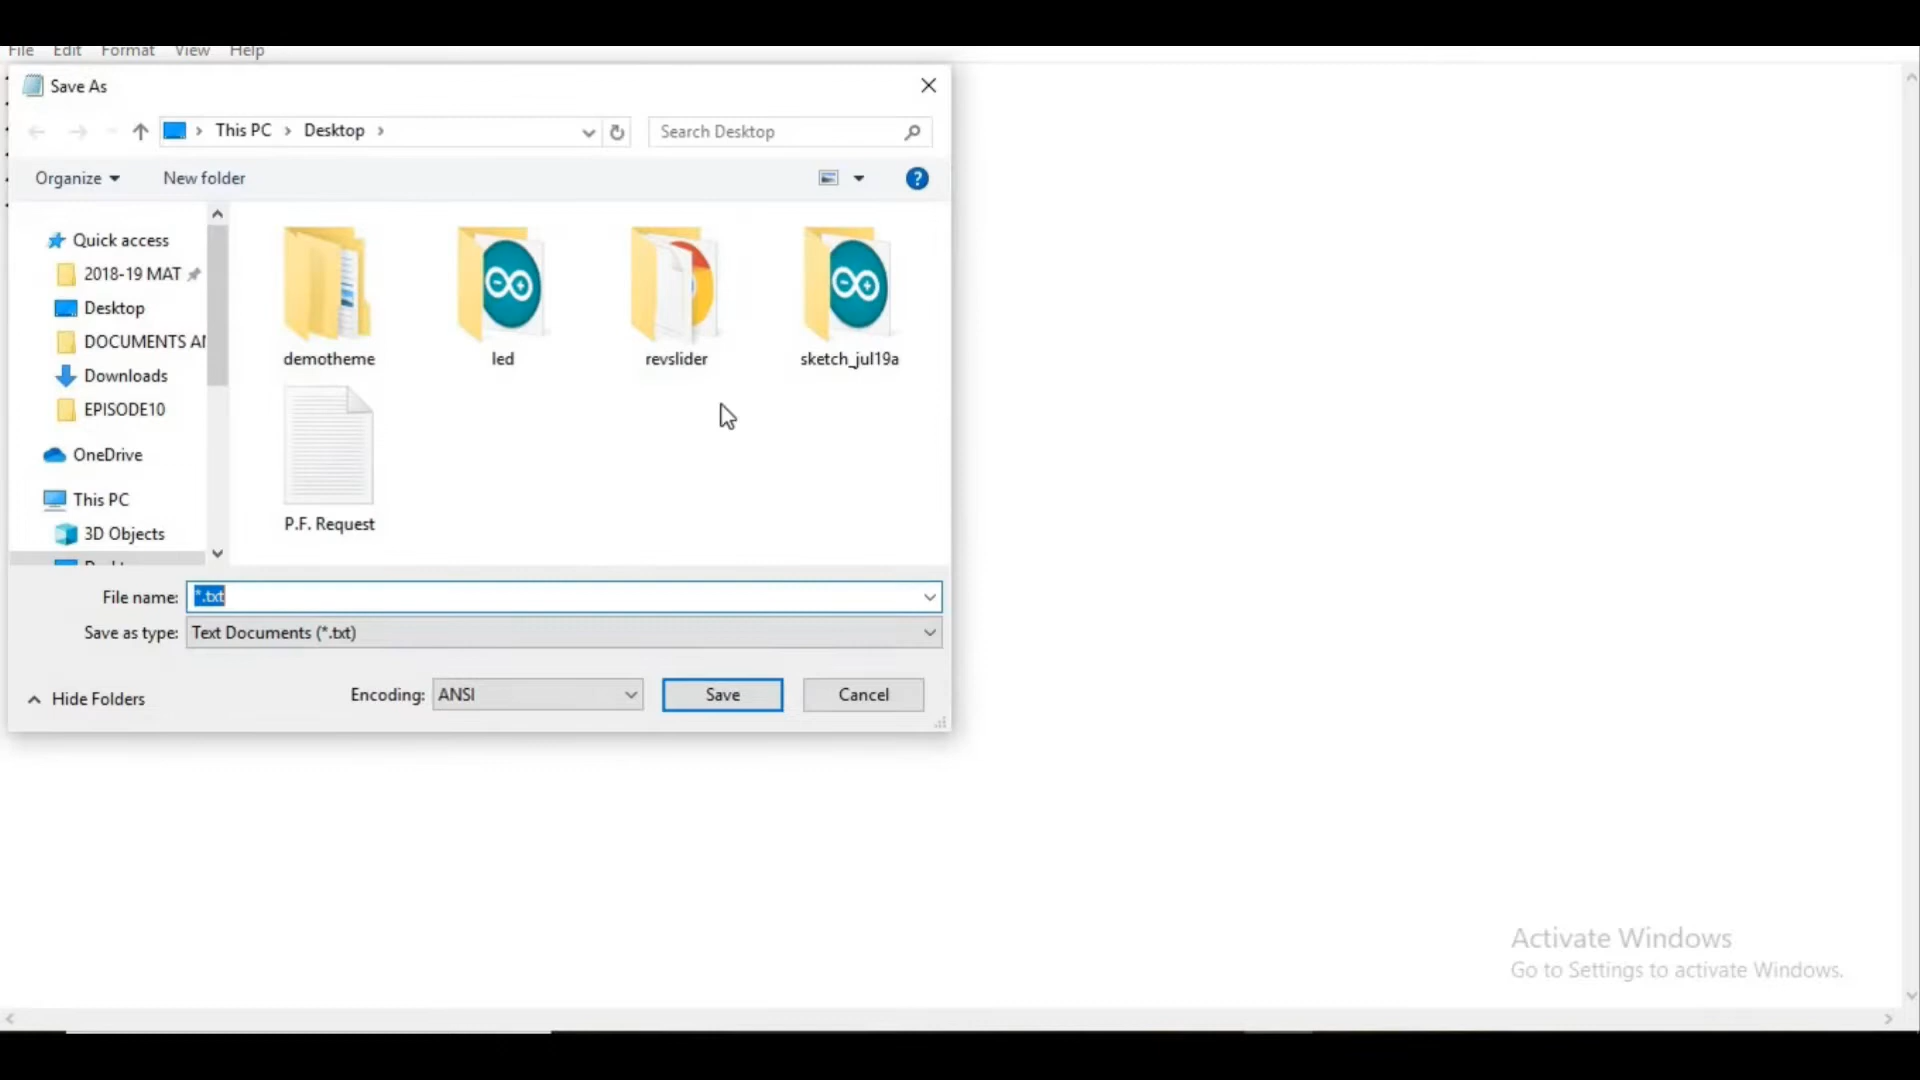 File Edit Format View Help
Save As
This PC Desktop
Search Desktop
Organize
New folder
Quick access
2018-19 MAT
Desktop
DOCUMENTS
Downloads
EPISODE10
OneDrive
This PC
3D Objects
demotheme
led
revslider
sketch_jul19a
P.F. Request
File name: *.txt
Save as type: Text Documents (*.txt)
Hide Folders
Encoding: ANSI
Save
Cancel
Activate Windows
Go to Settings to activate Windows.